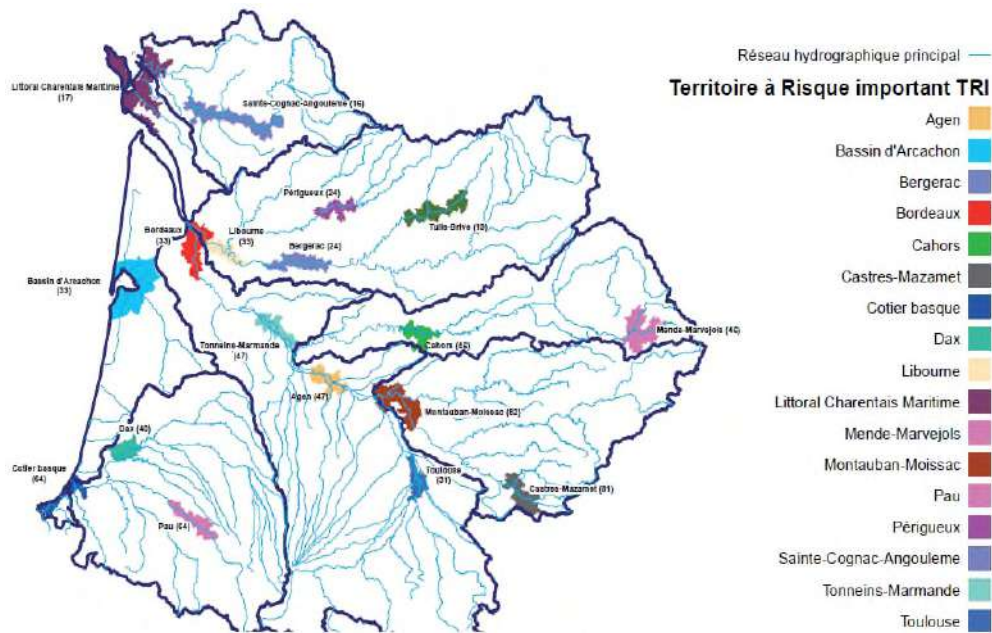 Réseau hydrographique principal
Territoire à Risque important TRI
Agen
Bassin d'Arcachon
Bergerac
Bordeaux
Cahors
Castres-Mazamet
Cotier basque
Dax
Libourne
Littoral Charentais Maritime
Mende-Marvejols
Montauban-Moissac
Pau
Périgueux
Sainte-Cognac-Angouleme
Tonneins-Marmande
Toulouse
Littoral Charentais Maritime
(17)
Sainte-Cognac-Angouleme (16)
Périgueux (24)
Tulle-Brive (19)
Bordeaux
(33)
Libourne
(33)
Bergerac (24)
Bassin d'Arcachon
(33)
Tonneins-Marmande
(47)
Cahors (46)
Mende-Marvejols (48)
Agen (47)
Montauban-Moissac (82)
Dax (40)
Toulouse
(31)
Castres-Mazamet (81)
Cotier basque
(64)
Pau (64)